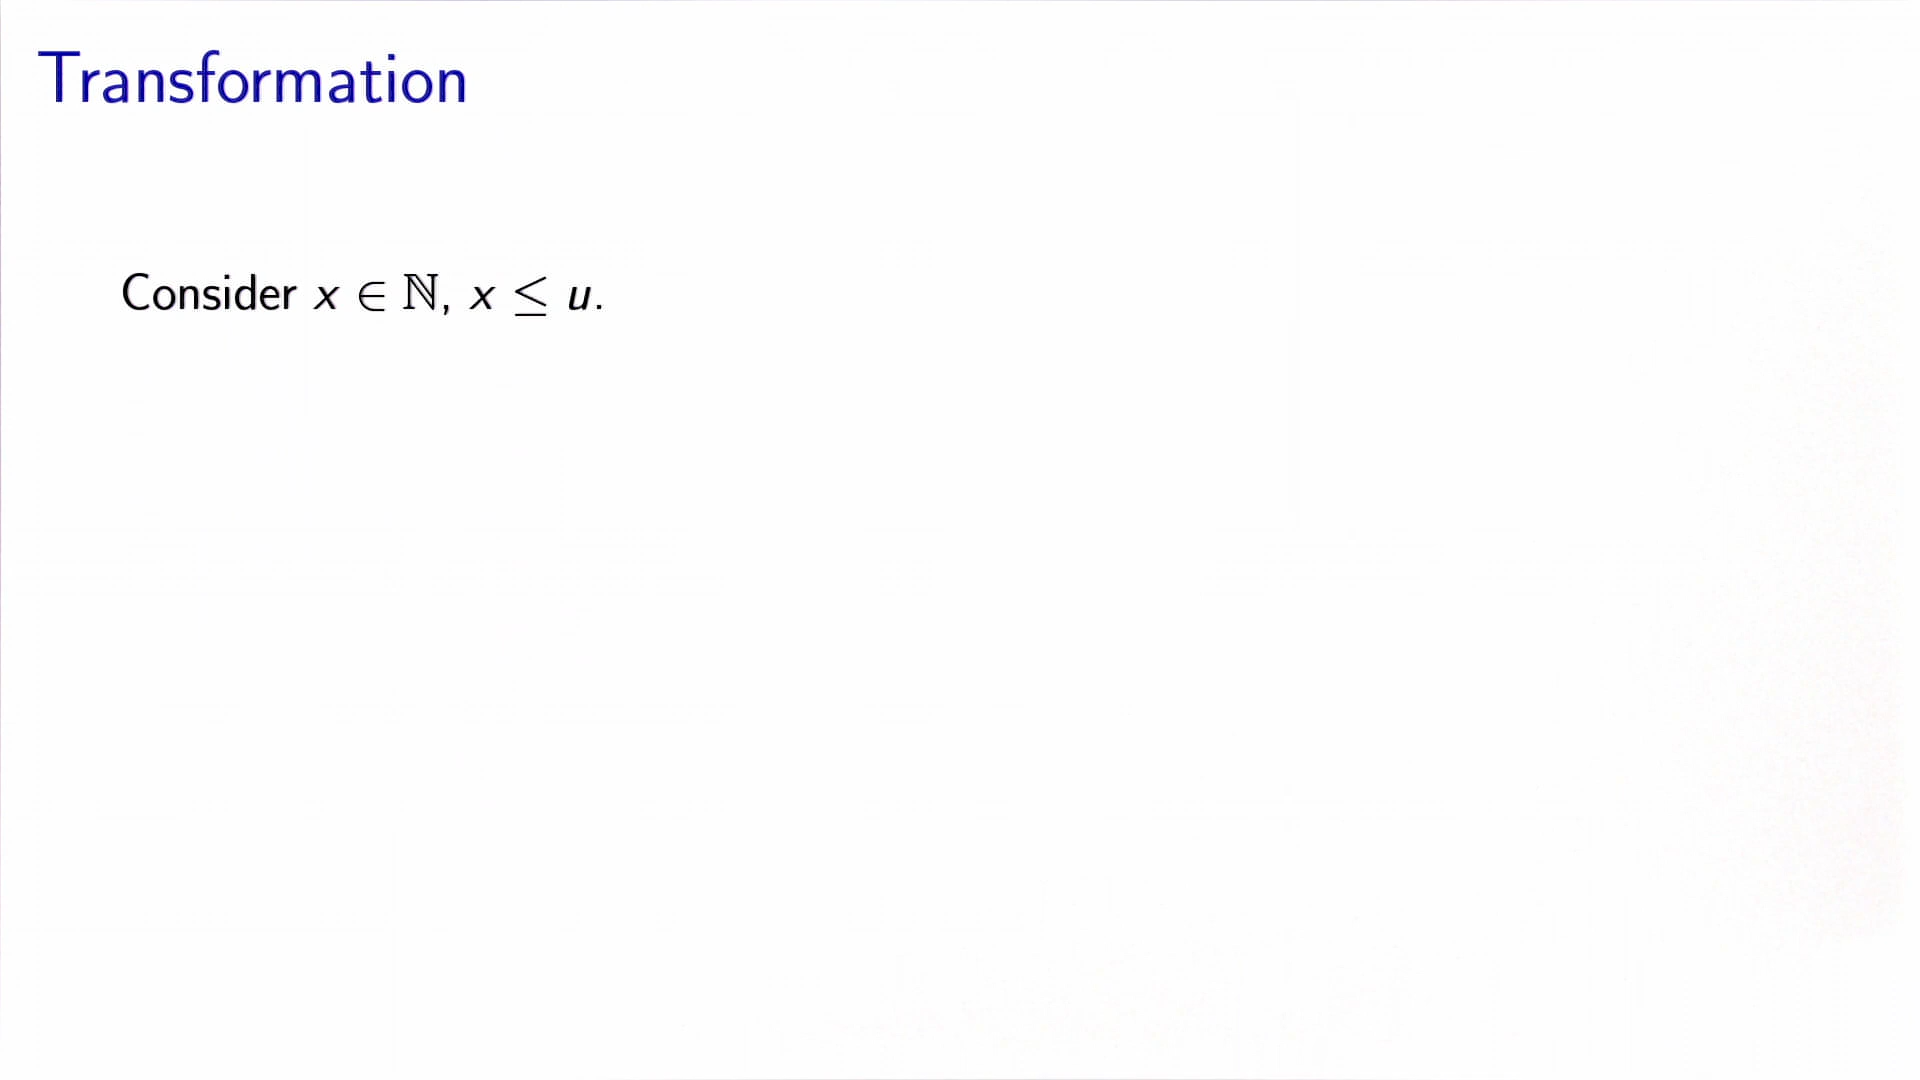 Transformation
Consider x ∈ ℕ, x ≤ u.